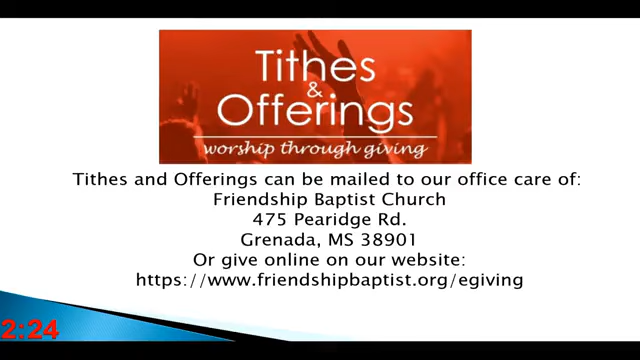 Tithes
&
Offerings
worship through giving
Tithes and Offerings can be mailed to our office care of:
Friendship Baptist Church
475 Pearidge Rd.
Grenada, MS 38901
Or give online on our website:
https://www.friendshipbaptist.org/egiving
2:24